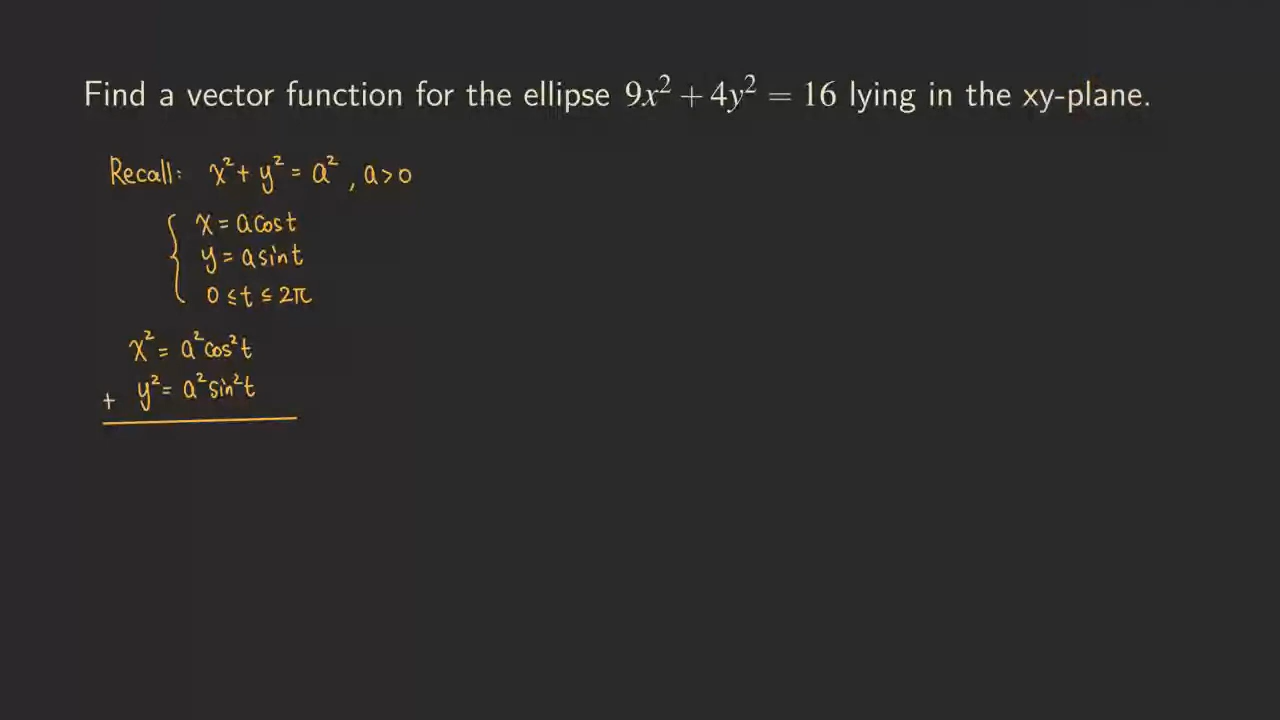 Find a vector function for the ellipse 9x² + 4y² = 16 lying in the xy-plane.
Recall: x² + y² = a² , a > 0
x = a cos t
y = a sin t
0 ≤ t ≤ 2π
x² = a² cos² t
+ y² = a² sin² t